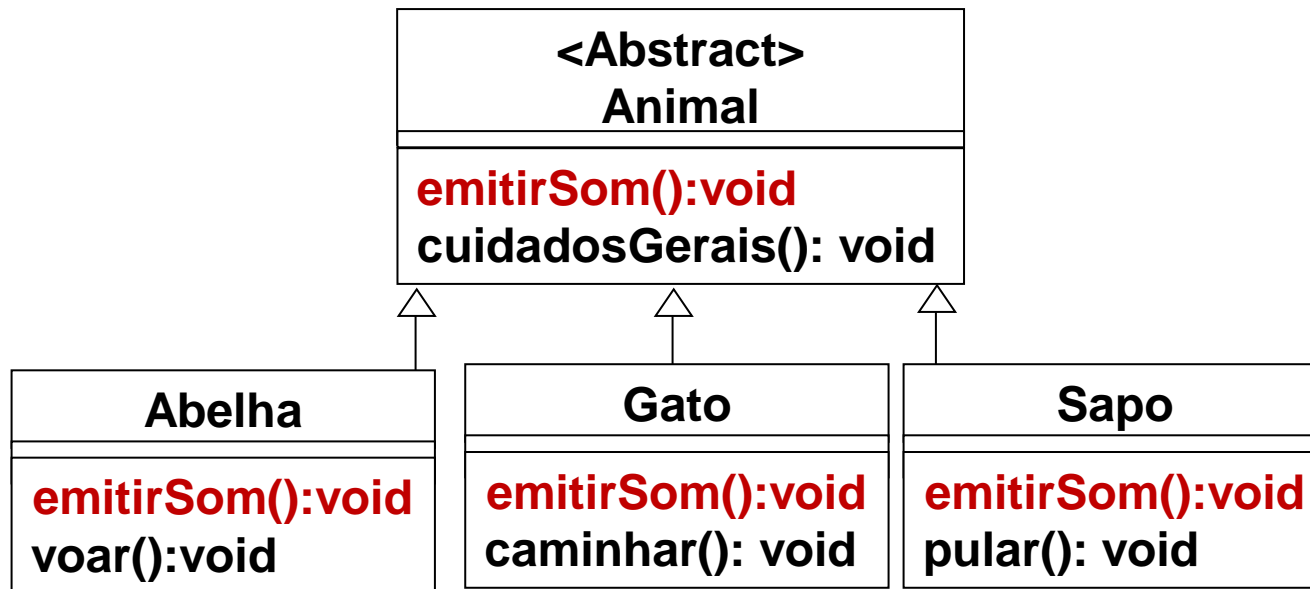 <Abstract>
Animal
emitirSom():void
cuidadosGerais(): void
Abelha
emitirSom():void
voar():void
Gato
emitirSom():void
caminhar(): void
Sapo
emitirSom():void
pular(): void